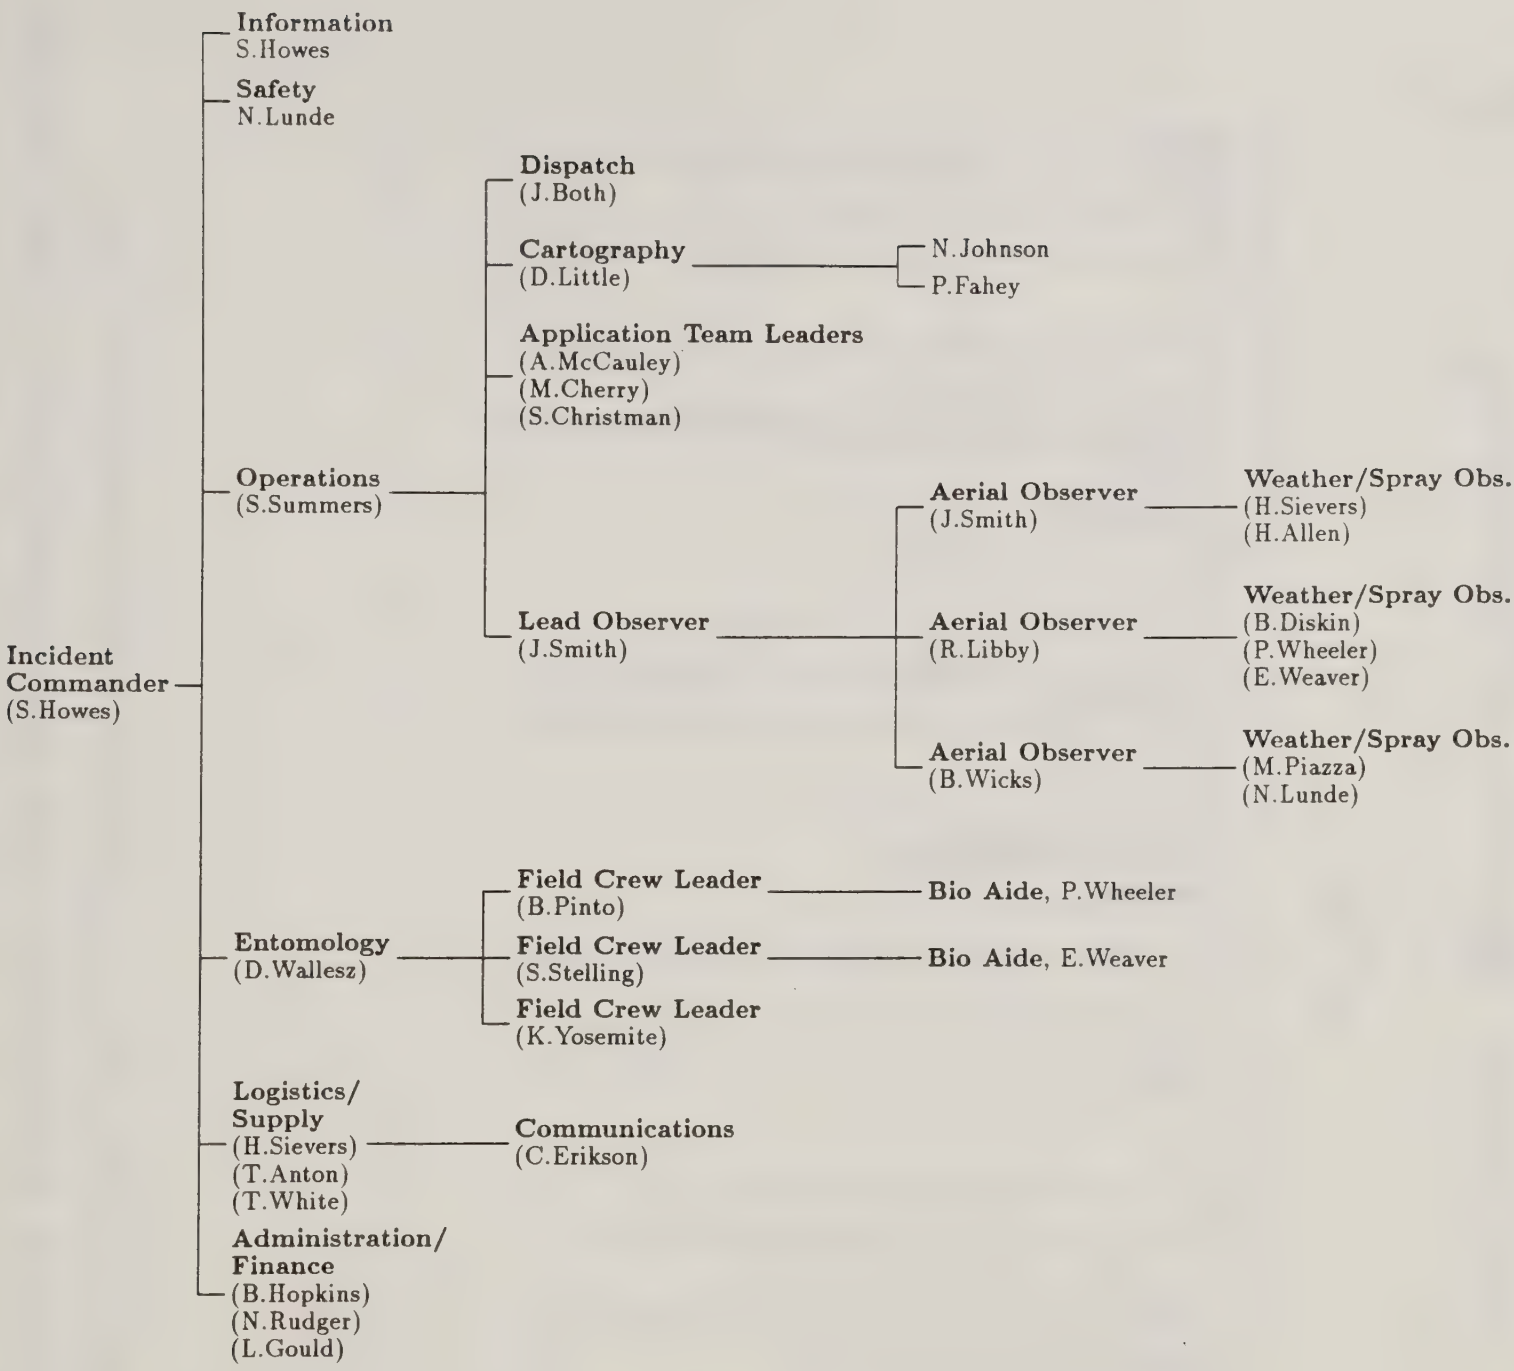 Information
S.Howes
Safety
N.Lunde
Dispatch
(J.Both)
Cartography
(D.Little)
N.Johnson
P.Fahey
Application Team Leaders
(A.McCauley)
(M.Cherry)
(S.Christman)
Operations
(S.Summers)
Aerial Observer
(J.Smith)
Weather/Spray Obs.
(H.Sievers)
(H.Allen)
Lead Observer
(J.Smith)
Aerial Observer
(R.Libby)
Weather/Spray Obs.
(B.Diskin)
(P.Wheeler)
(E.Weaver)
Incident
Commander
(S.Howes)
Aerial Observer
(B.Wicks)
Weather/Spray Obs.
(M.Piazza)
(N.Lunde)
Entomology
(D.Wallesz)
Field Crew Leader
(B.Pinto)
Bio Aide, P.Wheeler
Field Crew Leader
(S.Stelling)
Bio Aide, E.Weaver
Field Crew Leader
(K.Yosemite)
Logistics/
Supply
(H.Sievers)
(T.Anton)
(T.White)
Communications
(C.Erikson)
Administration/
Finance
(B.Hopkins)
(N.Rudger)
(L.Gould)